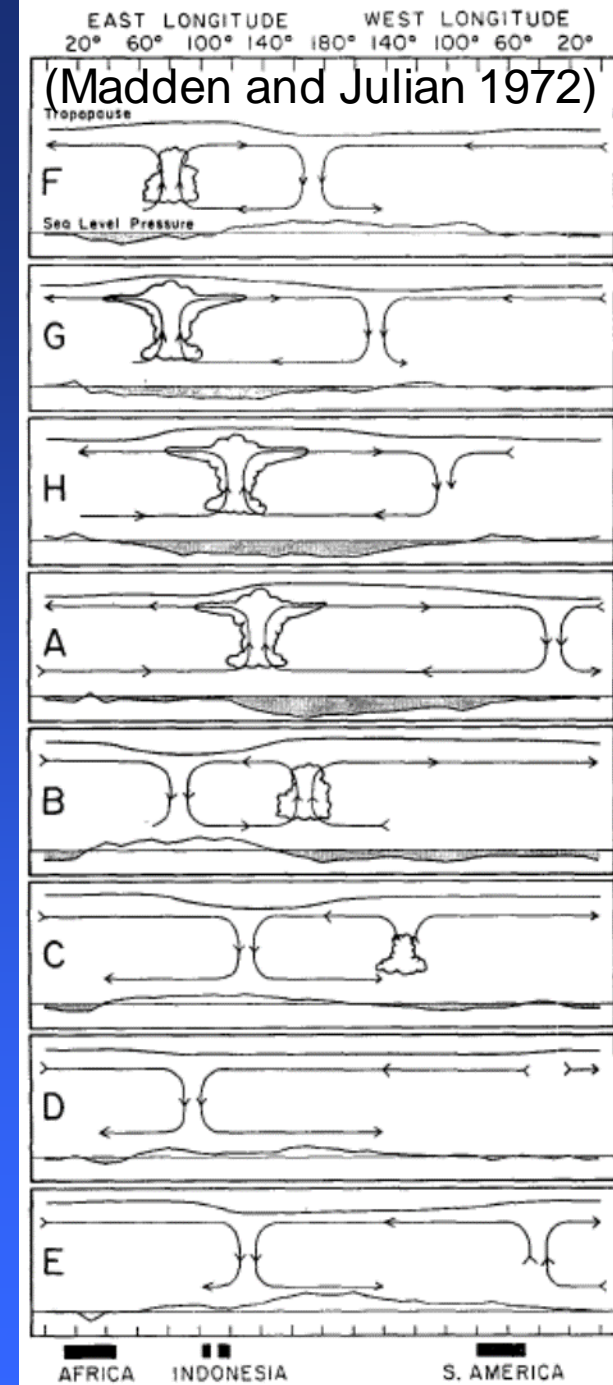 EAST LONGITUDE WEST LONGITUDE
20° 60° 100° 140° 180° 140° 100° 60° 20°
(Madden and Julian 1972)
Tropopause
F
Sea Level Pressure
G
H
A
B
C
D
E
AFRICA INDONESIA S. AMERICA